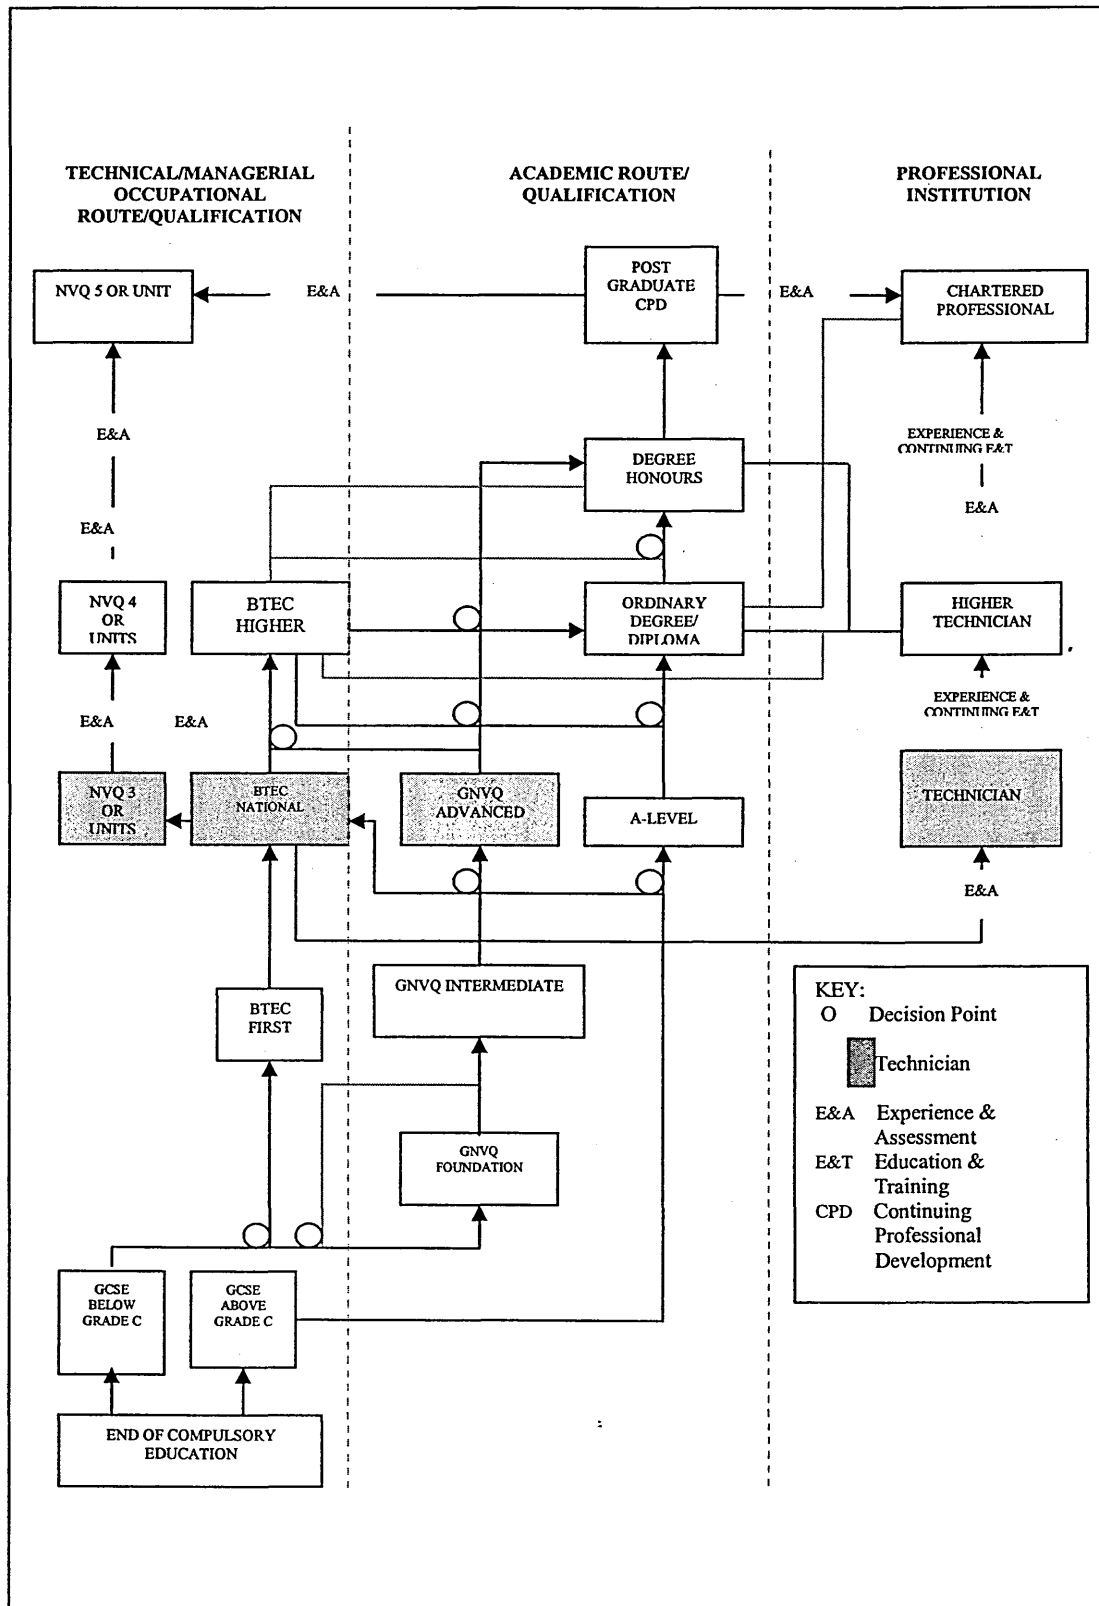 TECHNICAL/MANAGERIAL
OCCUPATIONAL
ROUTE/QUALIFICATION
ACADEMIC ROUTE/
QUALIFICATION
PROFESSIONAL
INSTITUTION
NVQ 5 OR UNIT
E&A
POST
GRADUATE
CPD
E&A
CHARTERED
PROFESSIONAL
E&A
DEGREE
HONOURS
EXPERIENCE &
CONTINUING E&T
E&A
E&A
NVQ 4
OR
UNITS
BTEC
HIGHER
ORDINARY
DEGREE/
DIPLOMA
HIGHER
TECHNICIAN
E&A
E&A
EXPERIENCE &
CONTINUING E&T
NVQ 3
OR
UNITS
BTEC
NATIONAL
GNVQ
ADVANCED
A-LEVEL
TECHNICIAN
E&A
BTEC
FIRST
GNVQ INTERMEDIATE
GNVQ
FOUNDATION
KEY:
O Decision Point
Technician
E&A Experience &
Assessment
E&T Education &
Training
CPD Continuing
Professional
Development
GCSE
BELOW
GRADE C
GCSE
ABOVE
GRADE C
END OF COMPULSORY
EDUCATION